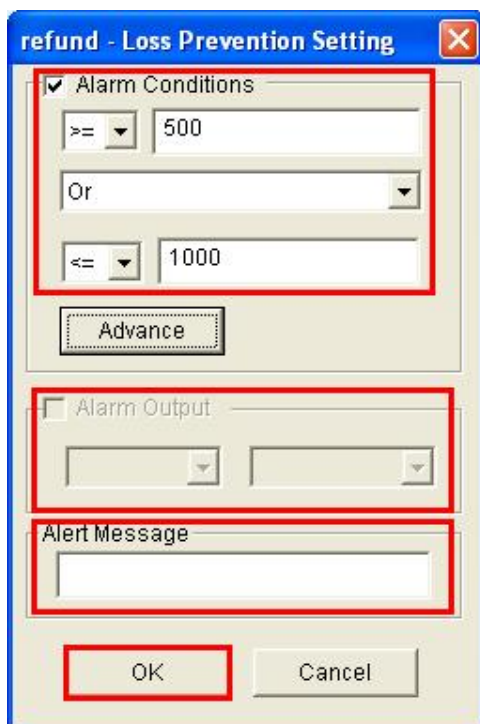 refund - Loss Prevention Setting
Alarm Conditions
>= 500
Or
<= 1000
Advance
Alarm Output
Alert Message
OK Cancel